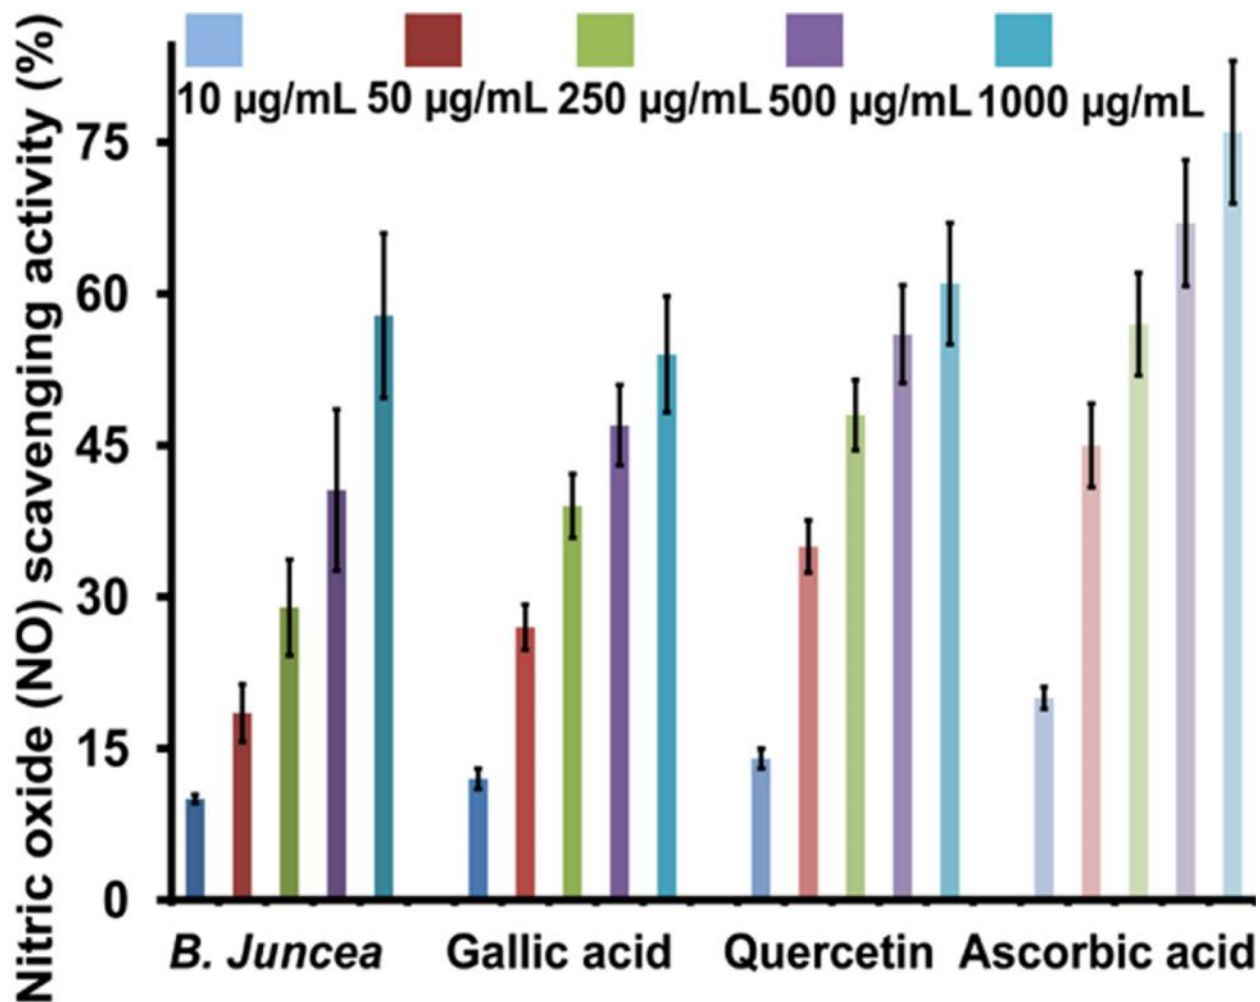 Nitric oxide (NO) scavenging activity (%)
10 µg/mL 50 µg/mL 250 µg/mL 500 µg/mL 1000 µg/mL
75
60
45
30
15
0
B. Juncea Gallic acid Quercetin Ascorbic acid